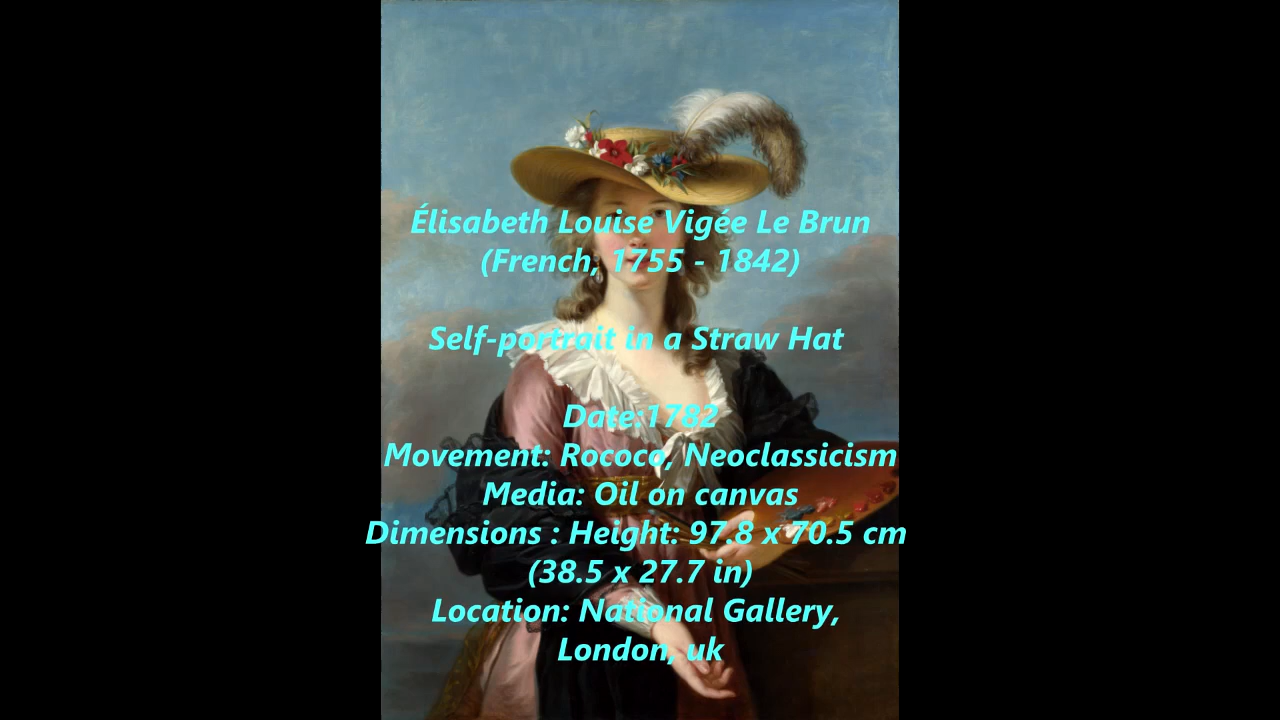 Élisabeth Louise Vigée Le Brun
(French, 1755 - 1842)
Self-portrait in a Straw Hat
Date:1782
Movement: Rococo, Neoclassicism
Media: Oil on canvas
Dimensions : Height: 97.8 x 70.5 cm
(38.5 x 27.7 in)
Location: National Gallery,
London, uk